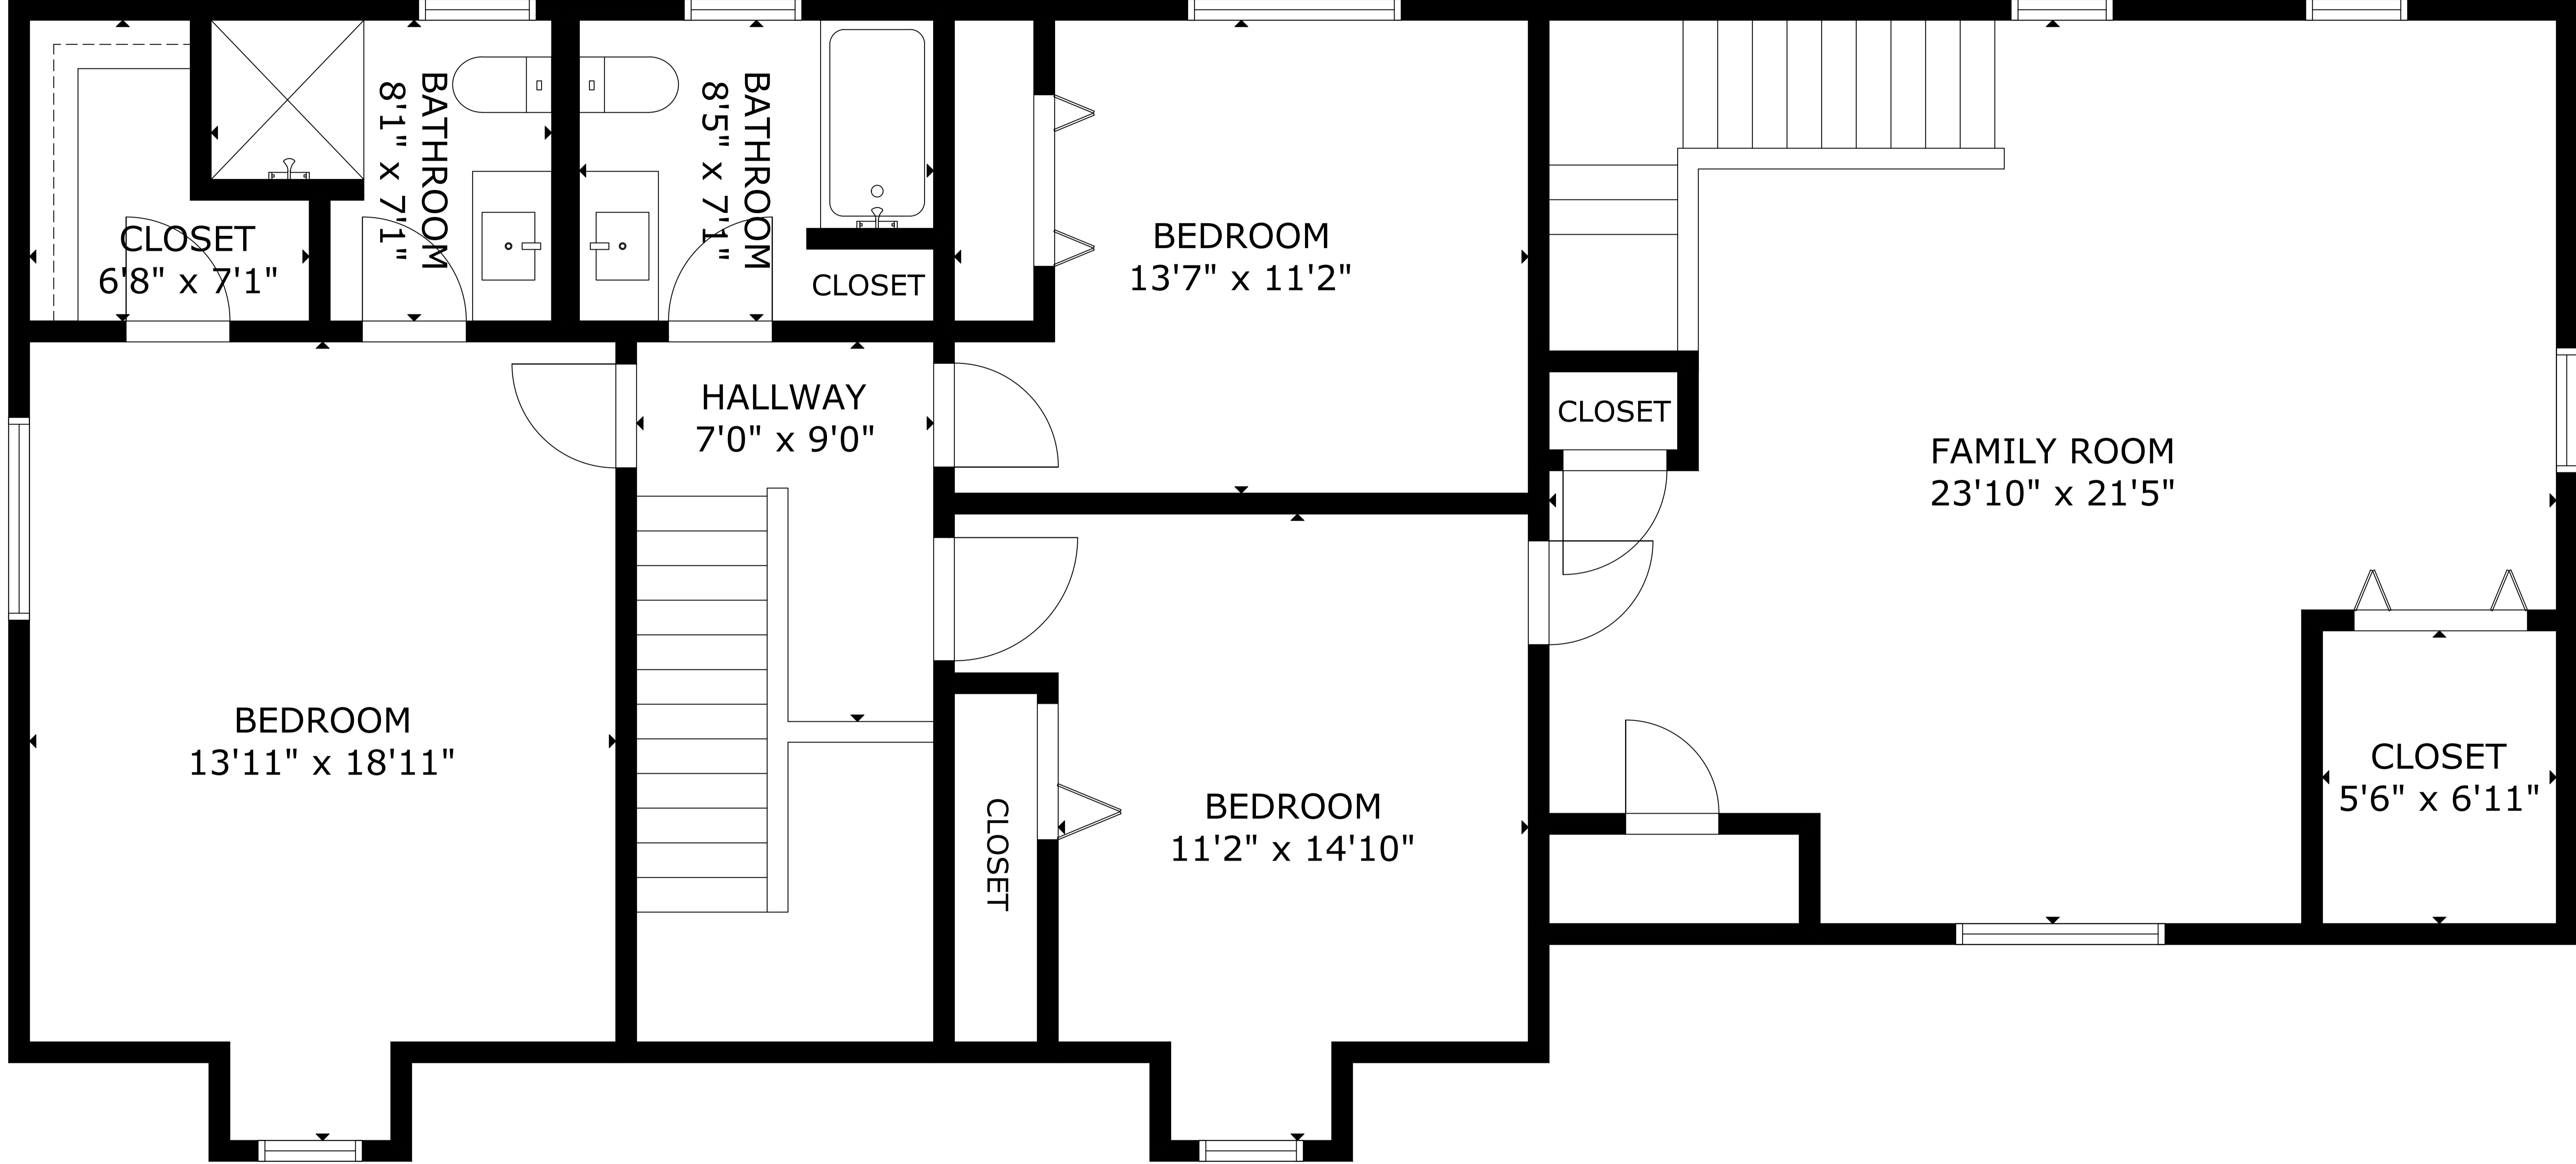 BATHROOM
8'1" x 7'1"
BATHROOM
8'5" x 7'1"
CLOSET
6'8" x 7'1"
CLOSET
BEDROOM
13'7" x 11'2"
HALLWAY
7'0" x 9'0"
CLOSET
FAMILY ROOM
23'10" x 21'5"
BEDROOM
13'11" x 18'11"
CLOSET
BEDROOM
11'2" x 14'10"
CLOSET
5'6" x 6'11"